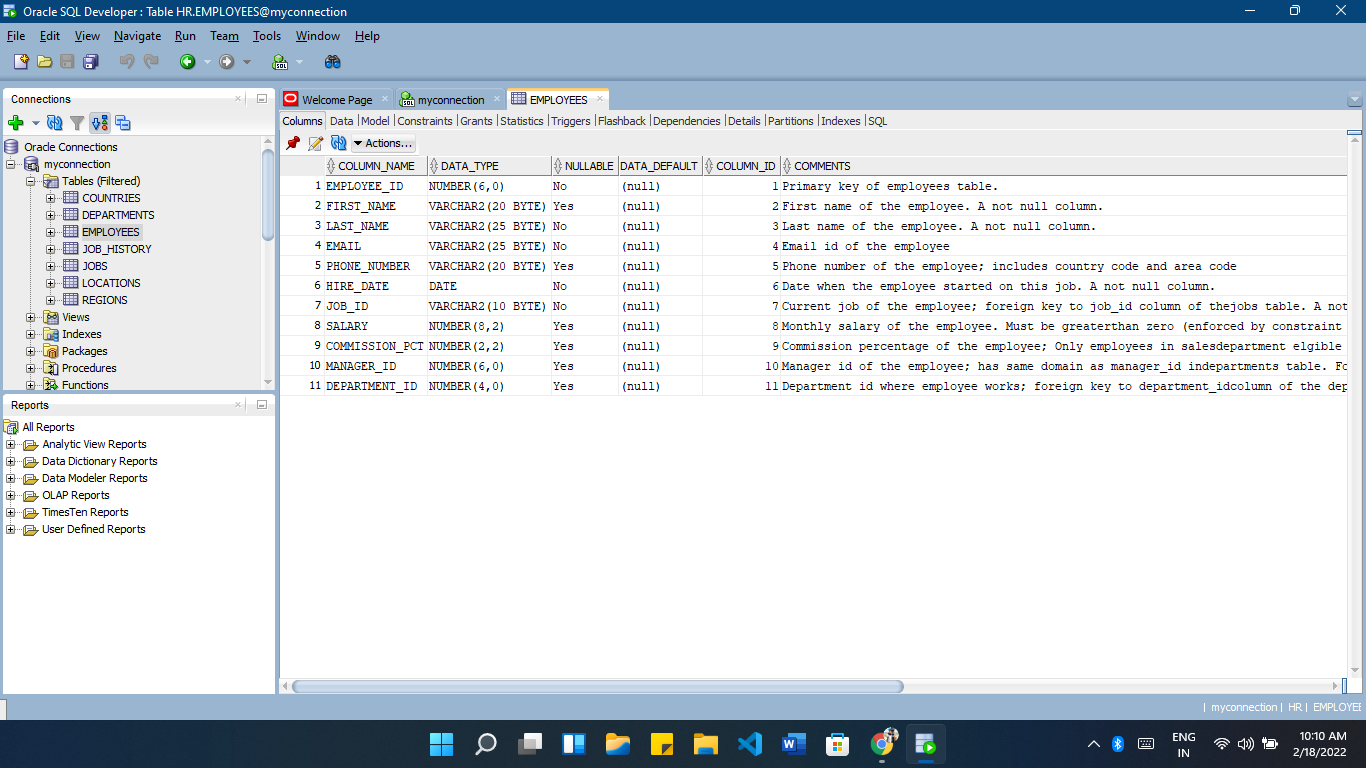 Oracle SQL Developer : Table HR.EMPLOYEES@myconnection
File Edit View Navigate Run Team Tools Window Help
Connections
Oracle Connections
myconnection
Tables (Filtered)
COUNTRIES
DEPARTMENTS
EMPLOYEES
JOB_HISTORY
JOBS
LOCATIONS
REGIONS
Views
Indexes
Packages
Procedures
Functions
Reports
All Reports
Analytic View Reports
Data Dictionary Reports
Data Modeler Reports
OLAP Reports
TimesTen Reports
User Defined Reports
Welcome Page myconnection EMPLOYEES
Columns Data Model Constraints Grants Statistics Triggers Flashback Dependencies Details Partitions Indexes SQL
Actions...
COLUMN_NAME DATA_TYPE NULLABLE DATA_DEFAULT COLUMN_ID COMMENTS
1 EMPLOYEE_ID NUMBER(6,0) No (null) 1 Primary key of employees table.
2 FIRST_NAME VARCHAR2(20 BYTE) Yes (null) 2 First name of the employee. A not null column.
3 LAST_NAME VARCHAR2(25 BYTE) No (null) 3 Last name of the employee. A not null column.
4 EMAIL VARCHAR2(25 BYTE) No (null) 4 Email id of the employee
5 PHONE_NUMBER VARCHAR2(20 BYTE) Yes (null) 5 Phone number of the employee; includes country code and area code
6 HIRE_DATE DATE No (null) 6 Date when the employee started on this job. A not null column.
7 JOB_ID VARCHAR2(10 BYTE) No (null) 7 Current job of the employee; foreign key to job_id column of thejobs table. A not
8 SALARY NUMBER(8,2) Yes (null) 8 Monthly salary of the employee. Must be greaterthan zero (enforced by constraint
9 COMMISSION_PCT NUMBER(2,2) Yes (null) 9 Commission percentage of the employee; Only employees in salesdepartment elgible
10 MANAGER_ID NUMBER(6,0) Yes (null) 10 Manager id of the employee; has same domain as manager_id indepartments table. Fo
11 DEPARTMENT_ID NUMBER(4,0) Yes (null) 11 Department id where employee works; foreign key to department_idcolumn of the dep
| myconnection | HR | EMPLOYEE
ENG
IN
10:10 AM
2/18/2022